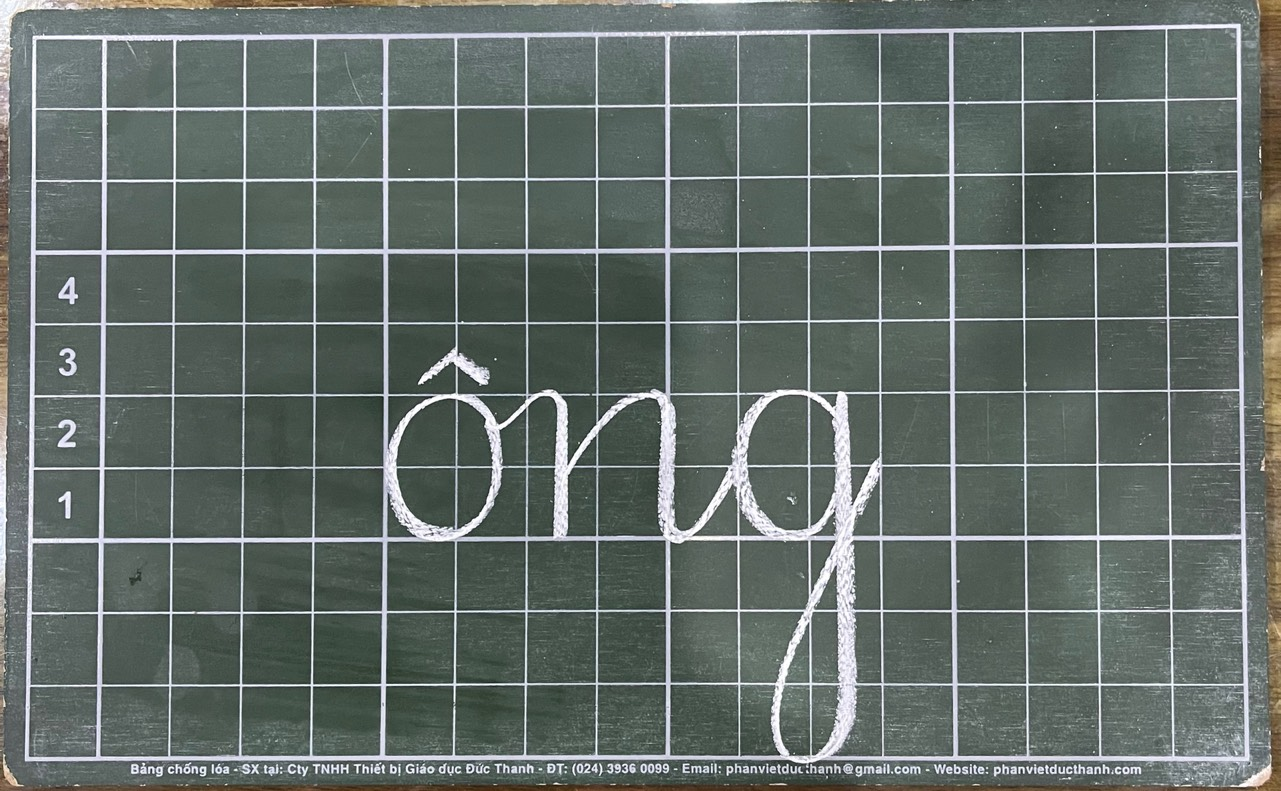 4
3
2
1
ông
Bảng chống lóa - SX tại: Cty TNHH Thiết bị Giáo dục Đức Thanh - ĐT: (024) 3936 0099 - Email: phanvietducthanh@gmail.com - Website: phanvietducthanh.com